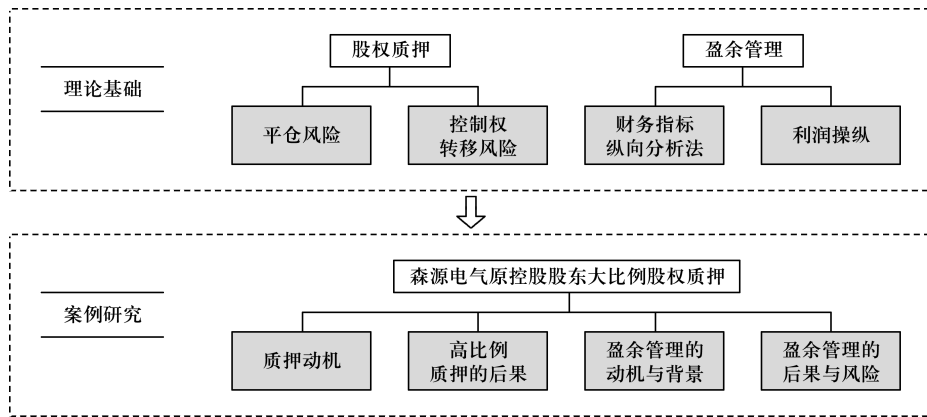 股权质押
盈余管理
理论基础
平仓风险
控制权
转移风险
财务指标
纵向分析法
利润操纵
森源电气原控股股东大比例股权质押
案例研究
质押动机
高比例
质押的后果
盈余管理的
动机与背景
盈余管理的
后果与风险